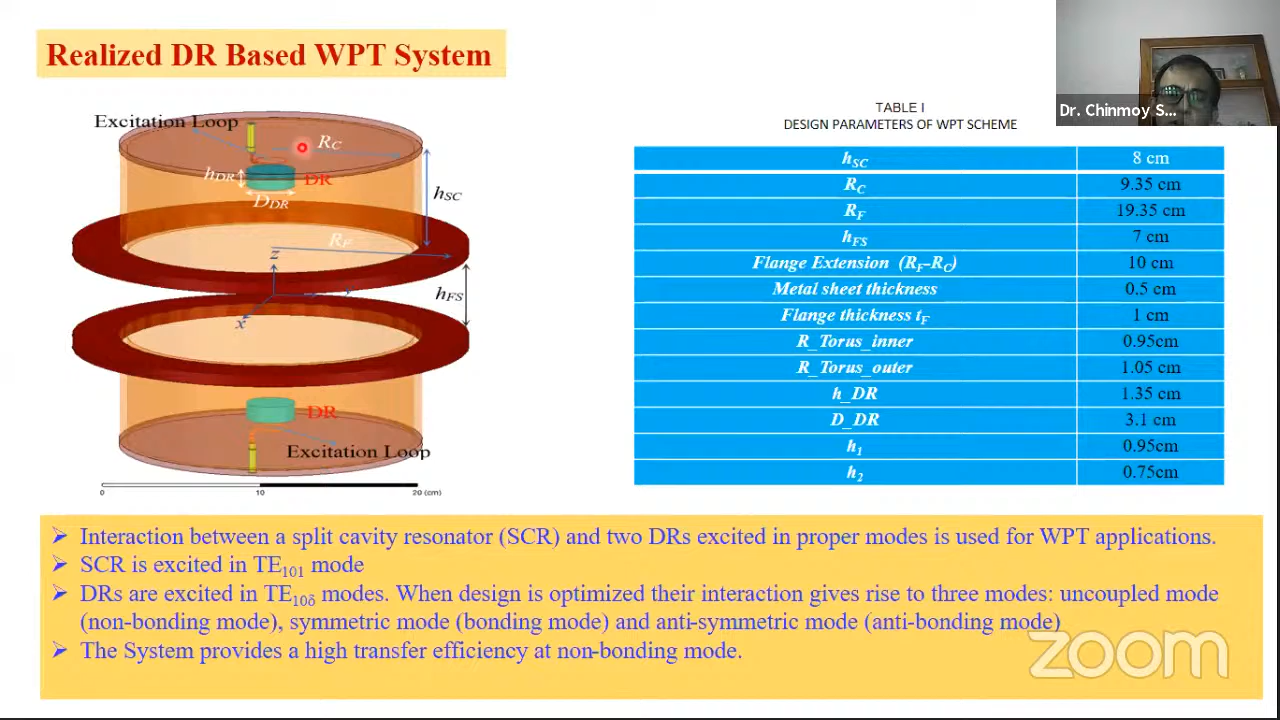 Realized DR Based WPT System
Dr. Chinmoy S...
Excitation Loop
R_C
h_DR
DR
D_DR
h_SC
R_F
z
h_FS
x
DR
Excitation Loop
0 10 20 (cm)
TABLE I
DESIGN PARAMETERS OF WPT SCHEME
h_SC 8 cm
R_C 9.35 cm
R_F 19.35 cm
h_FS 7 cm
Flange Extension (R_F-R_C) 10 cm
Metal sheet thickness 0.5 cm
Flange thickness t_F 1 cm
R_Torus_inner 0.95cm
R_Torus_outer 1.05 cm
h_DR 1.35 cm
D_DR 3.1 cm
h_1 0.95cm
h_2 0.75cm
➢ Interaction between a split cavity resonator (SCR) and two DRs excited in proper modes is used for WPT applications.
➢ SCR is excited in TE_101 mode
➢ DRs are excited in TE_10δ modes. When design is optimized their interaction gives rise to three modes: uncoupled mode
(non-bonding mode), symmetric mode (bonding mode) and anti-symmetric mode (anti-bonding mode)
➢ The System provides a high transfer efficiency at non-bonding mode.
zoom